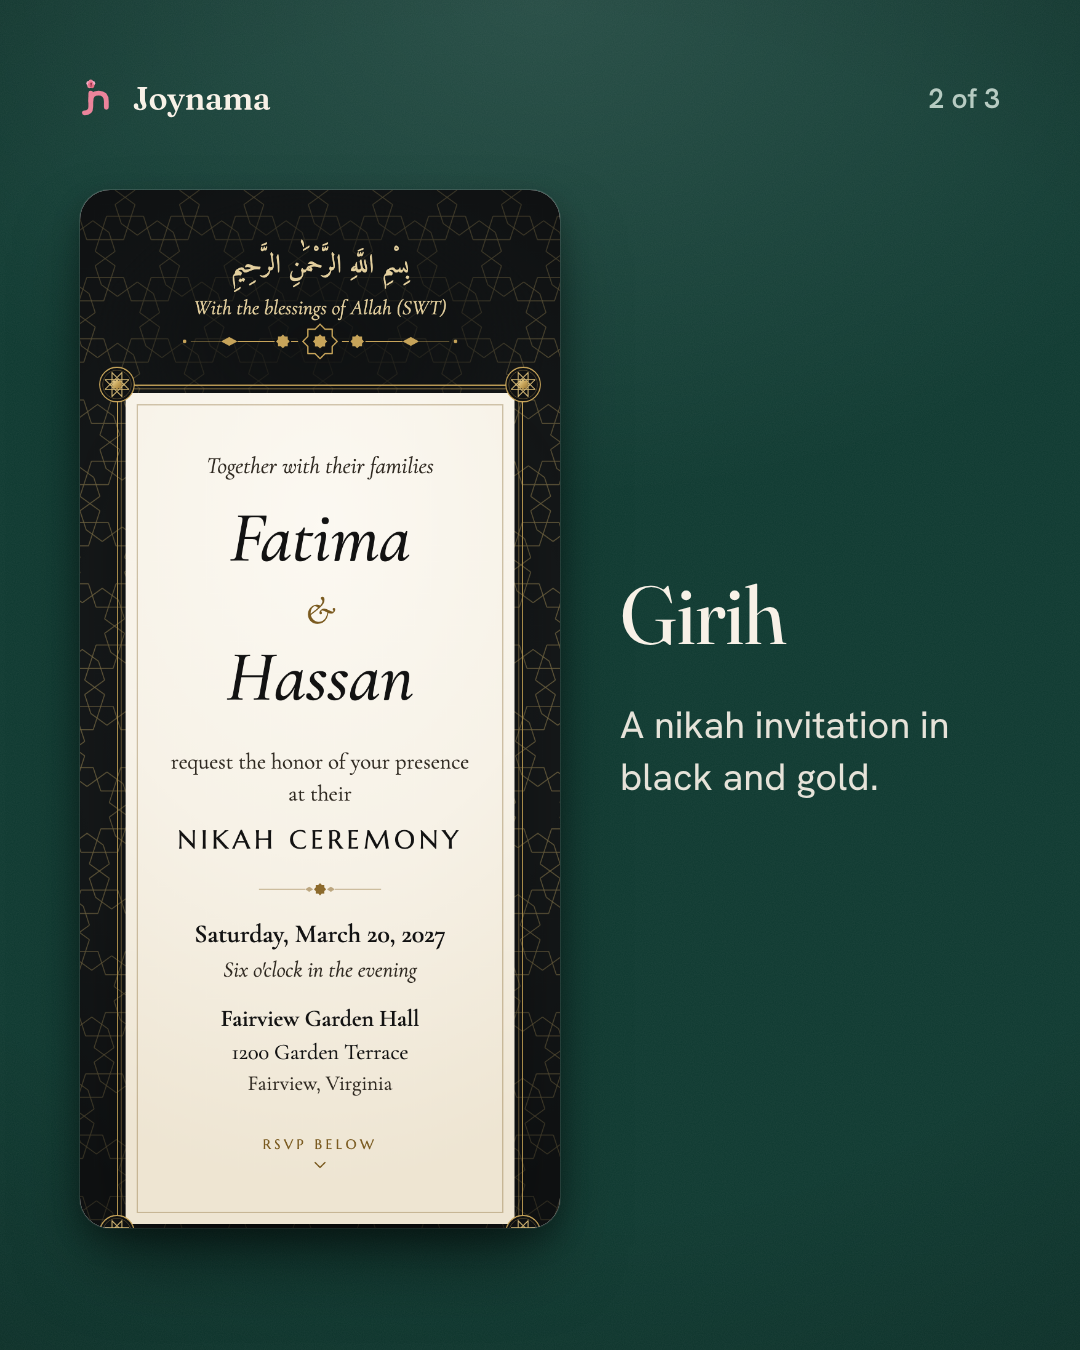 Joynama
2 of 3
بِسْمِ اللَّهِ الرَّحْمَٰنِ الرَّحِيمِ
With the blessings of Allah (SWT)
Together with their families
Fatima
&
Hassan
request the honor of your presence
at their
NIKAH CEREMONY
Saturday, March 20, 2027
Six o'clock in the evening
Fairview Garden Hall
1200 Garden Terrace
Fairview, Virginia
RSVP BELOW
Girih
A nikah invitation in
black and gold.